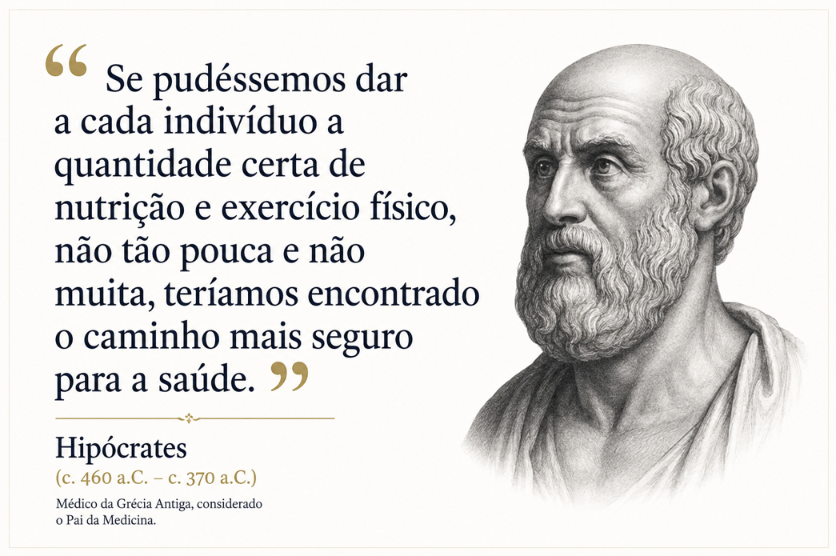 “ Se pudéssemos dar
a cada indivíduo a
quantidade certa de
nutrição e exercício físico,
não tão pouca e não
muita, teríamos encontrado
o caminho mais seguro
para a saúde. ”
Hipócrates
(c. 460 a.C. – c. 370 a.C.)
Médico da Grécia Antiga, considerado
o Pai da Medicina.